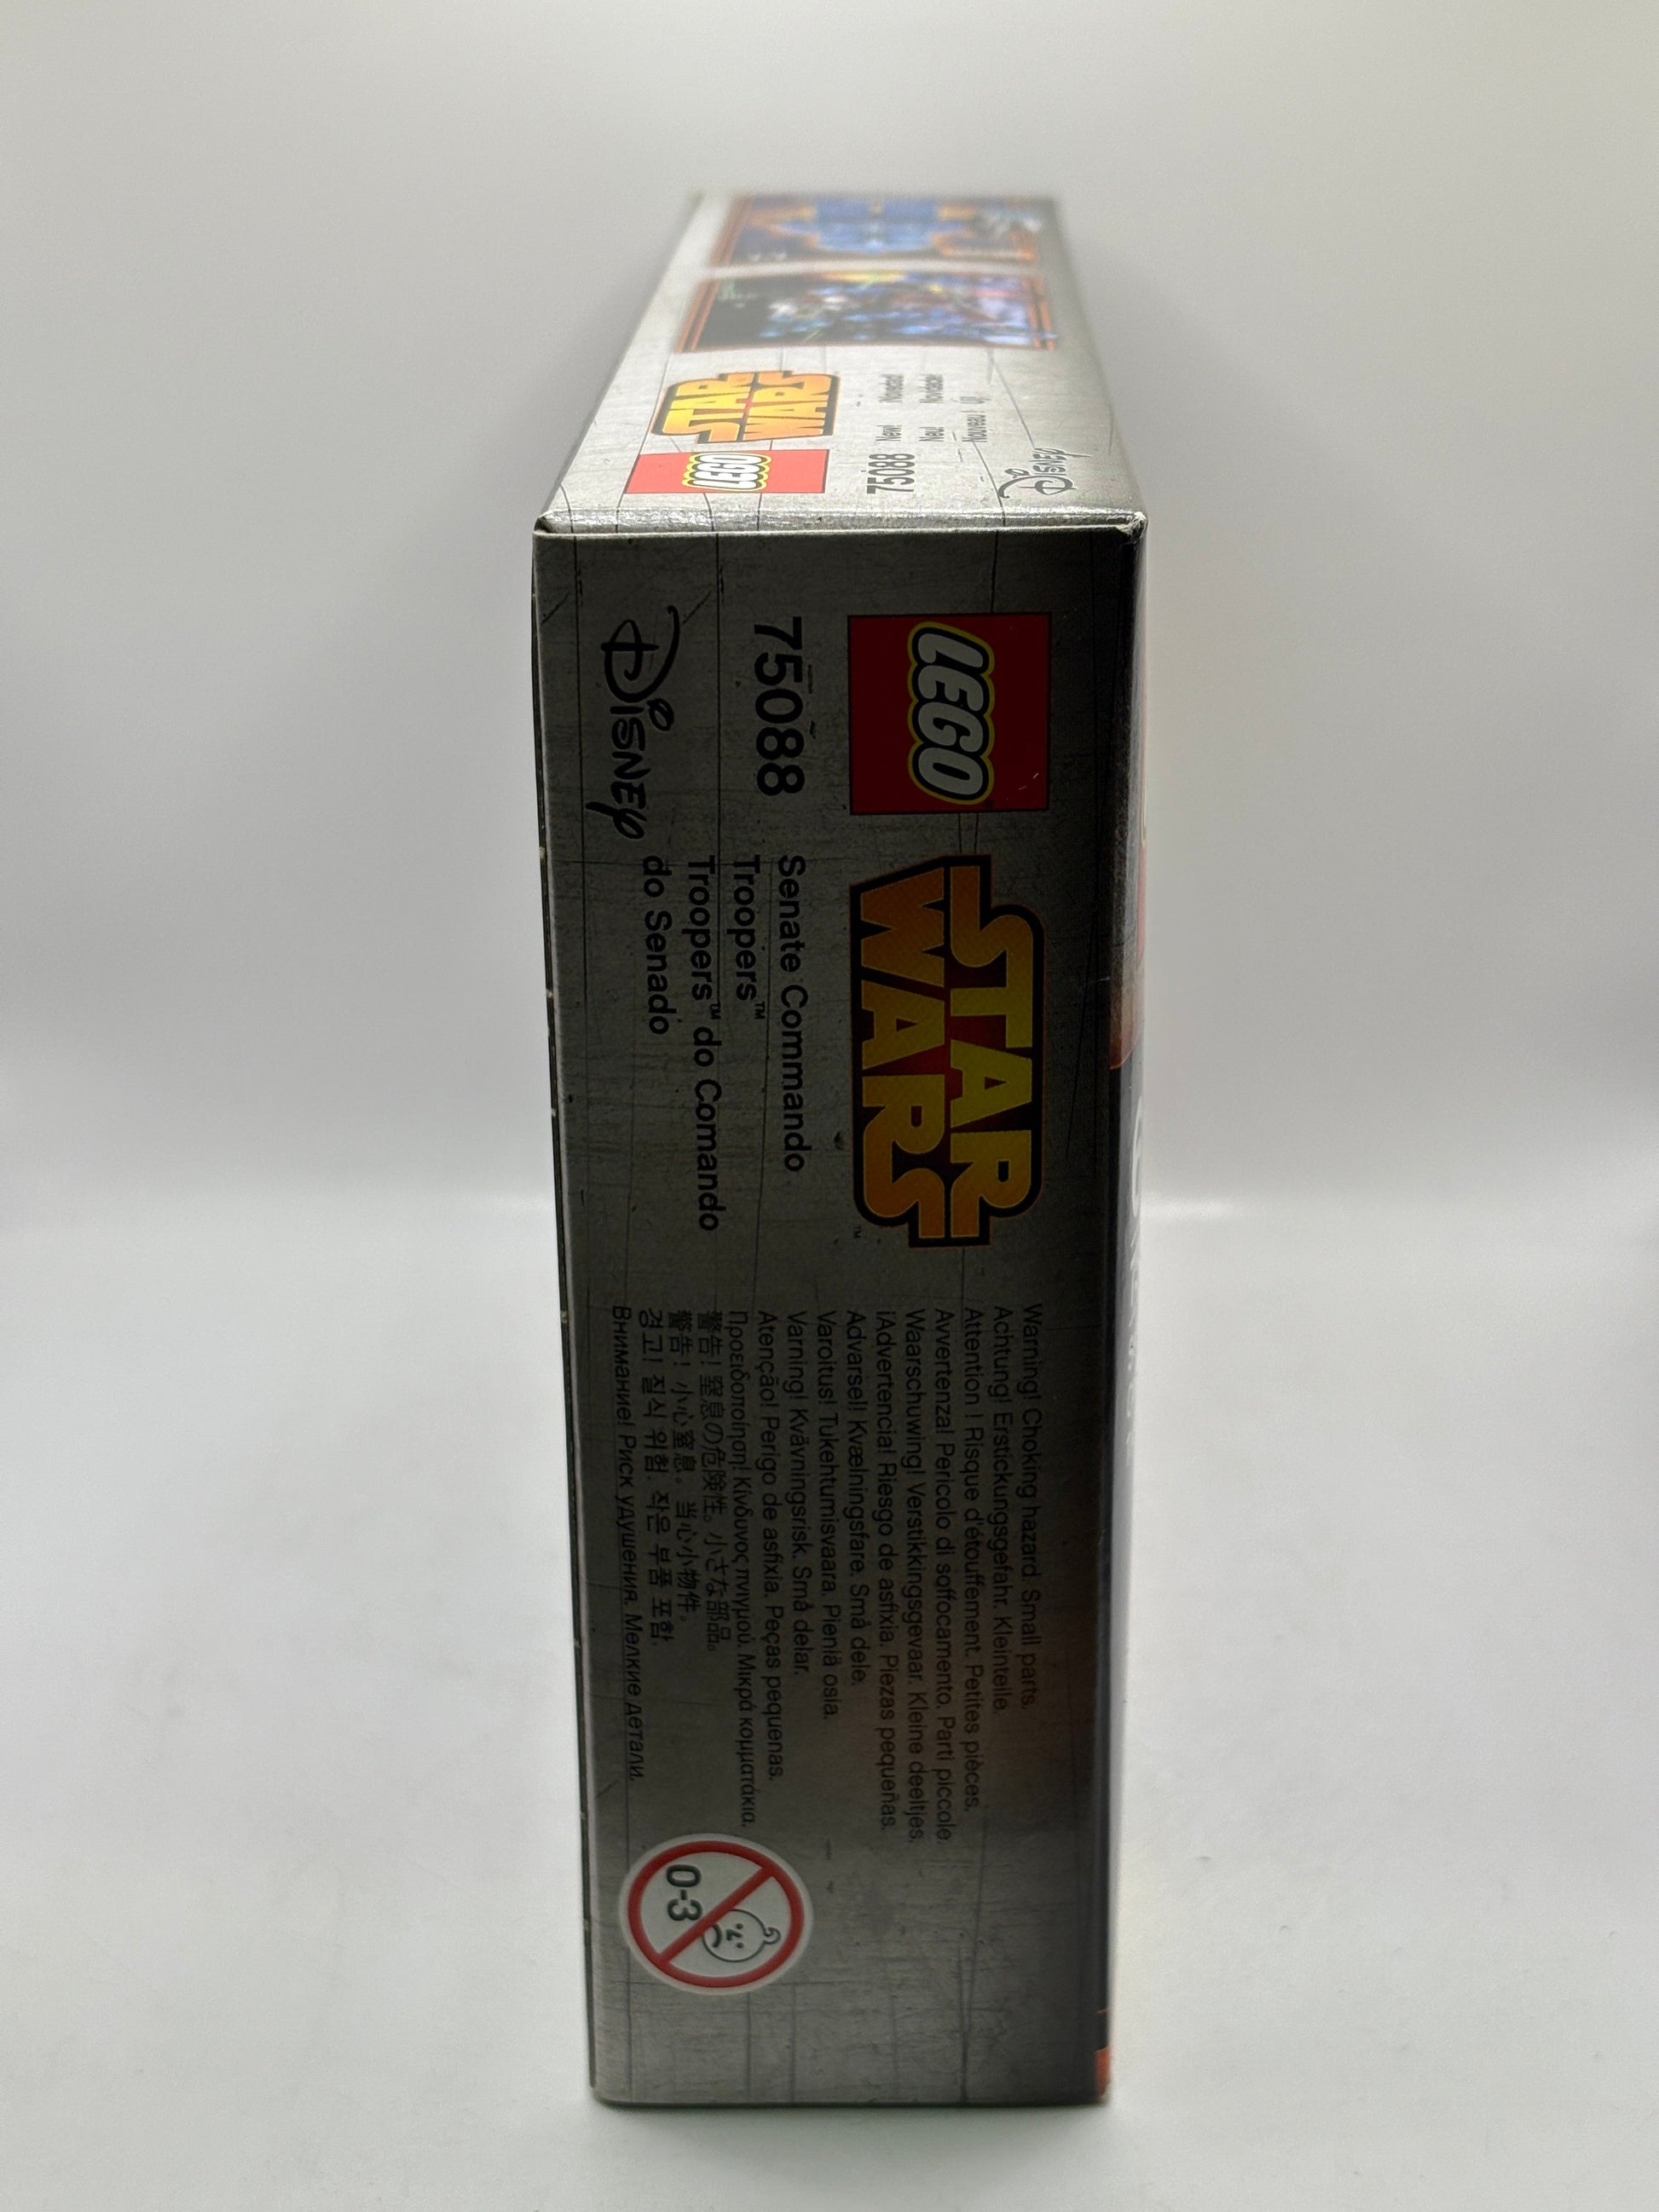 STAR
WARS
LEGO
75088
New!
Neu!
Nouveau !
Disney
LEGO
STAR
WARS™
75088
Senate Commando
Troopers™
Troopers™ do Comando
do Senado
Disney
Warning! Choking hazard. Small parts.
Achtung! Erstickungsgefahr. Kleinteile.
Attention ! Risque d'étouffement. Petites pièces.
Avvertenza! Pericolo di soffocamento. Parti piccole.
Waarschuwing! Verstikkingsgevaar. Kleine deeltjes.
¡Advertencia! Riesgo de asfixia. Piezas pequeñas.
Advarsel! Kvælningsfare. Små dele.
Varoitus! Tukehtumisvaara. Pieniä osia.
Varning! Kvävningsrisk. Små delar.
Atenção! Perigo de asfixia. Peças pequenas.
Προειδοποίηση! Κίνδυνος πνιγμού. Μικρά κομματάκια.
警告! 窒息の危険性。小さな部品。
警告！小心窒息。当心小物件。
경고! 질식 위험. 작은 부품 포함.
Внимание! Риск удушения. Мелкие детали.
0-3